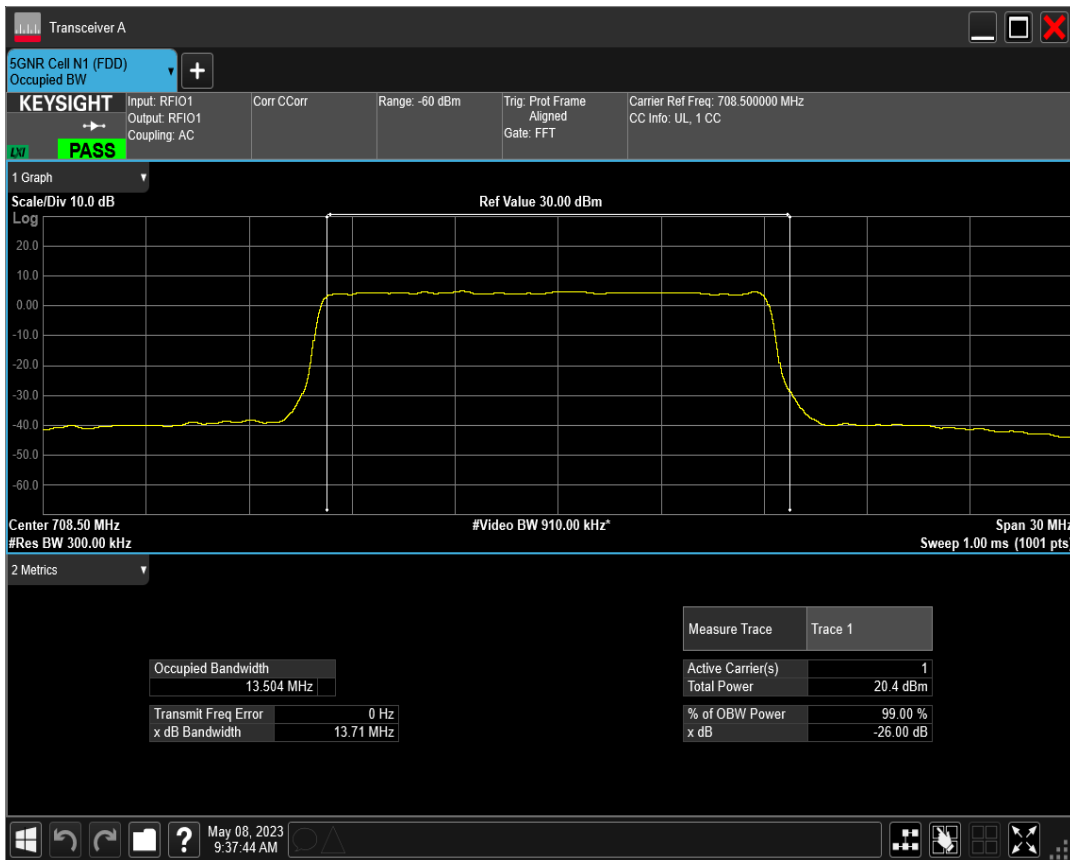 Transceiver A
5GNR Cell N1 (FDD)
Occupied BW
KEYSIGHT
LXI
PASS
Input: RFIO1
Output: RFIO1
Coupling: AC
Corr CCorr
Range: -60 dBm
Trig: Prot Frame
Aligned
Gate: FFT
Carrier Ref Freq: 708.500000 MHz
CC Info: UL, 1 CC
1 Graph
Scale/Div 10.0 dB
Ref Value 30.00 dBm
Log
20.0
10.0
0.00
-10.0
-20.0
-30.0
-40.0
-50.0
-60.0
Center 708.50 MHz
#Video BW 910.00 kHz*
Span 30 MHz
#Res BW 300.00 kHz
Sweep 1.00 ms (1001 pts)
2 Metrics
Measure Trace Trace 1
Occupied Bandwidth
13.504 MHz
Active Carrier(s) 1
Total Power 20.4 dBm
Transmit Freq Error 0 Hz
x dB Bandwidth 13.71 MHz
% of OBW Power 99.00 %
x dB -26.00 dB
?
May 08, 2023
9:37:44 AM